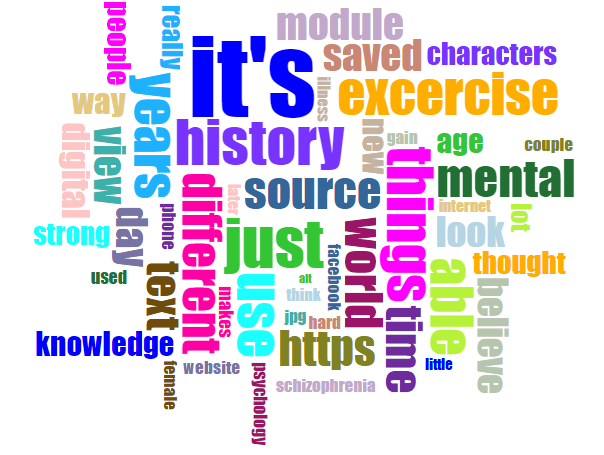 people
really
it's
module
saved
characters
way
years
illness
excercise
history
new
gain
age
couple
digital
view
different
later
source
things
mental
internet
lot
strong
day
phone
just
facebook
world
look
used
text
use
alt
think
able
thought
believe
makes
jpg
hard
time
knowledge
https
little
female
website
psychology
schizophrenia